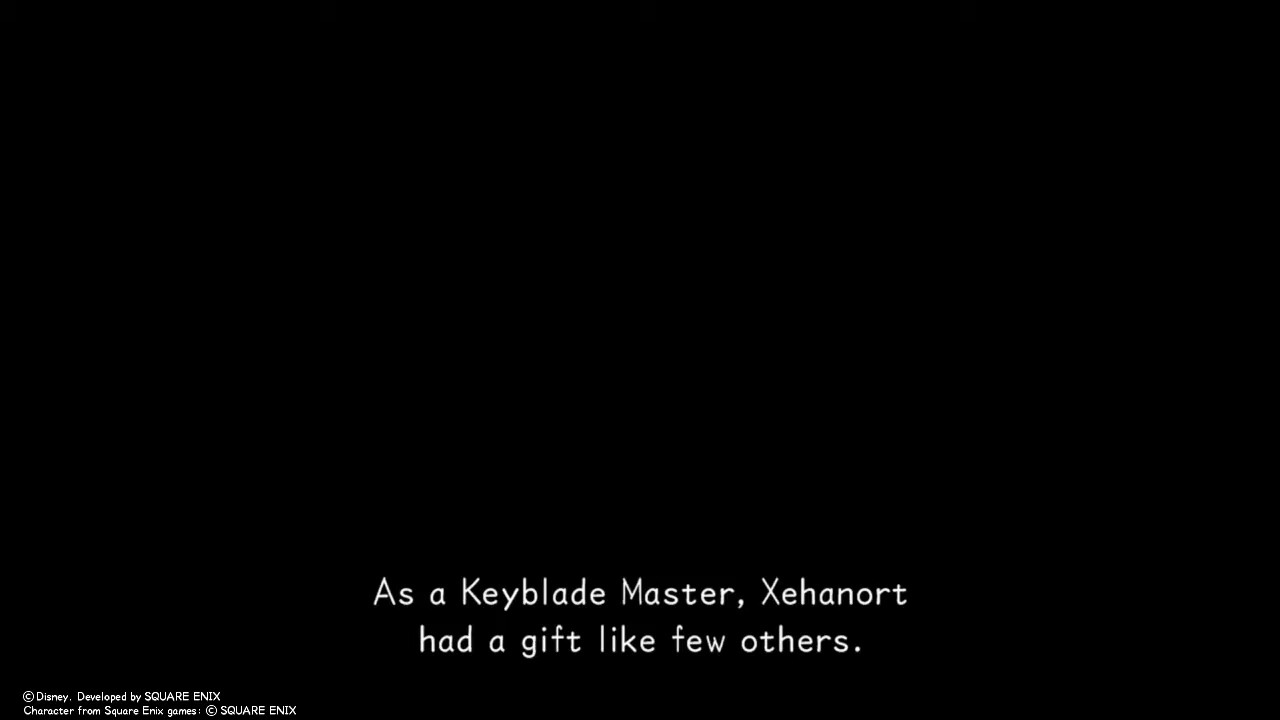 As a Keyblade Master, Xehanort
had a gift like few others.
©Disney. Developed by SQUARE ENIX
Character from Square Enix games: © SQUARE ENIX